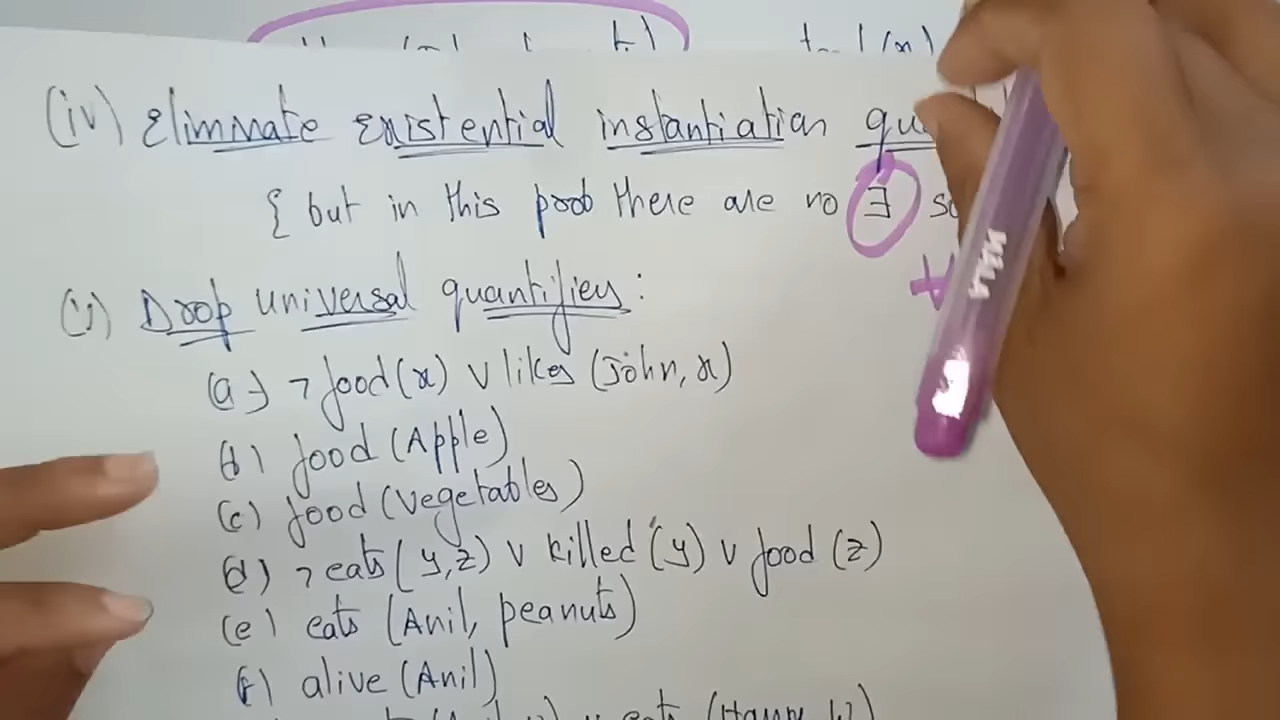 (iv) Eliminate existential instantiation
{ but in this prob there are no ∃
(v) Drop universal quantifiers :
(a) ¬ food (x) ∨ likes (John, x)
(b) food (Apple)
(c) food (vegetables)
(d) ¬ eats ( y, z) ∨ killed (y) ∨ food (z)
(e) eats (Anil, peanuts)
(f) alive (Anil)